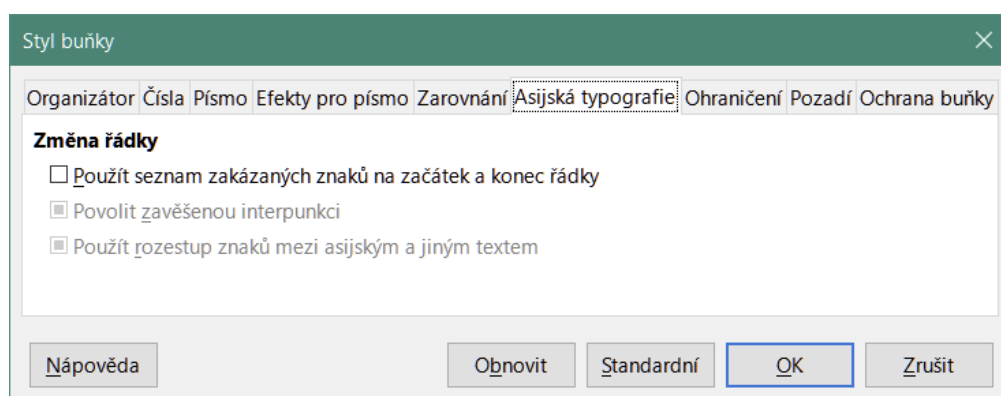 Styl buňky
Organizátor Čísla Písmo Efekty pro písmo Zarovnání Asijská typografie Ohraničení Pozadí Ochrana buňky
Změna řádky
Použít seznam zakázaných znaků na začátek a konec řádky
Povolit zavěšenou interpunkci
Použít rozestup znaků mezi asijským a jiným textem
Nápověda Obnovit Standardní OK Zrušit